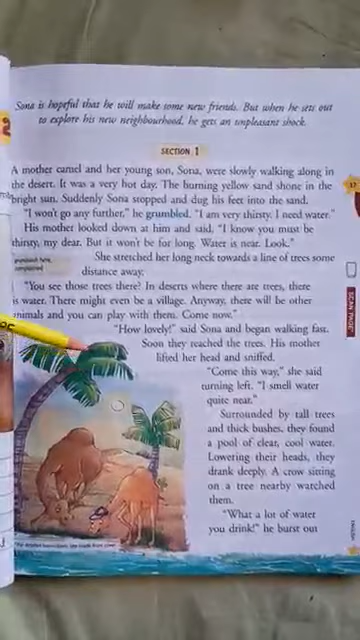 Sona is hopeful that he will make some new friends. But when he sets out
to explore his new neighbourhood, he gets an unpleasant shock.
SECTION 1
A mother camel and her young son, Sona, were slowly walking along in
the desert. It was a very hot day. The burning yellow sand shone in the
bright sun. Suddenly Sona stopped and dug his feet into the sand.
"I won't go any further," he grumbled. "I am very thirsty. I need water."
His mother looked down at him and said, "I know you must be
thirsty, my dear. But it won't be for long. Water is near. Look."
She stretched her long neck towards a line of trees some
distance away.
grumbled: here,
complained
"You see those trees there? In deserts where there are trees, there
is water. There might even be a village. Anyway, there will be other
animals and you can play with them. Come now."
"How lovely!" said Sona and began walking fast.
Soon they reached the trees. His mother
lifted her head and sniffed.
"Come this way," she said
turning left. "I smell water
quite near."
Surrounded by tall trees
and thick bushes, they found
a pool of clear, cool water.
Lowering their heads, they
drank deeply. A crow sitting
on a tree nearby watched
them.
"What a lot of water
you drink!" he burst out
37
SCAN PAGE
ENGLISH
2